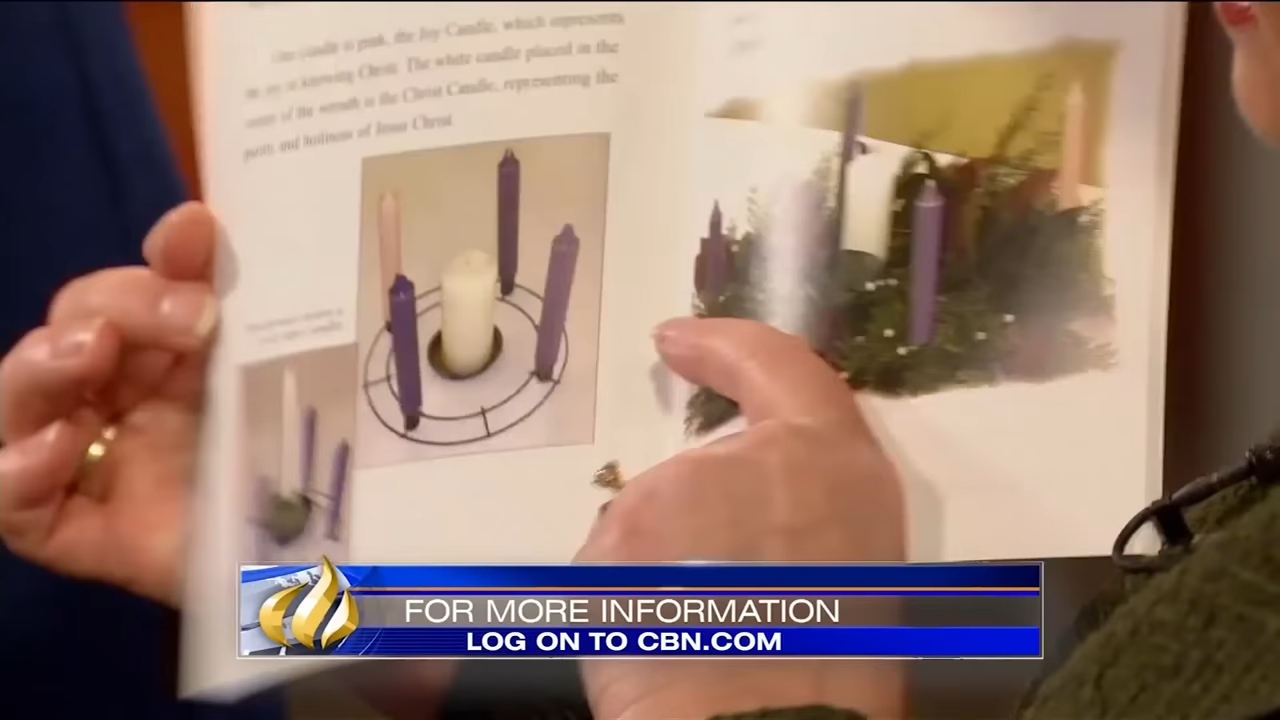 One candle is pink, the Joy Candle, which represents
the joy in knowing Christ. The white candle placed in the
center of the wreath is the Christ Candle, representing the
purity and holiness of Jesus Christ.
FOR MORE INFORMATION
LOG ON TO CBN.COM